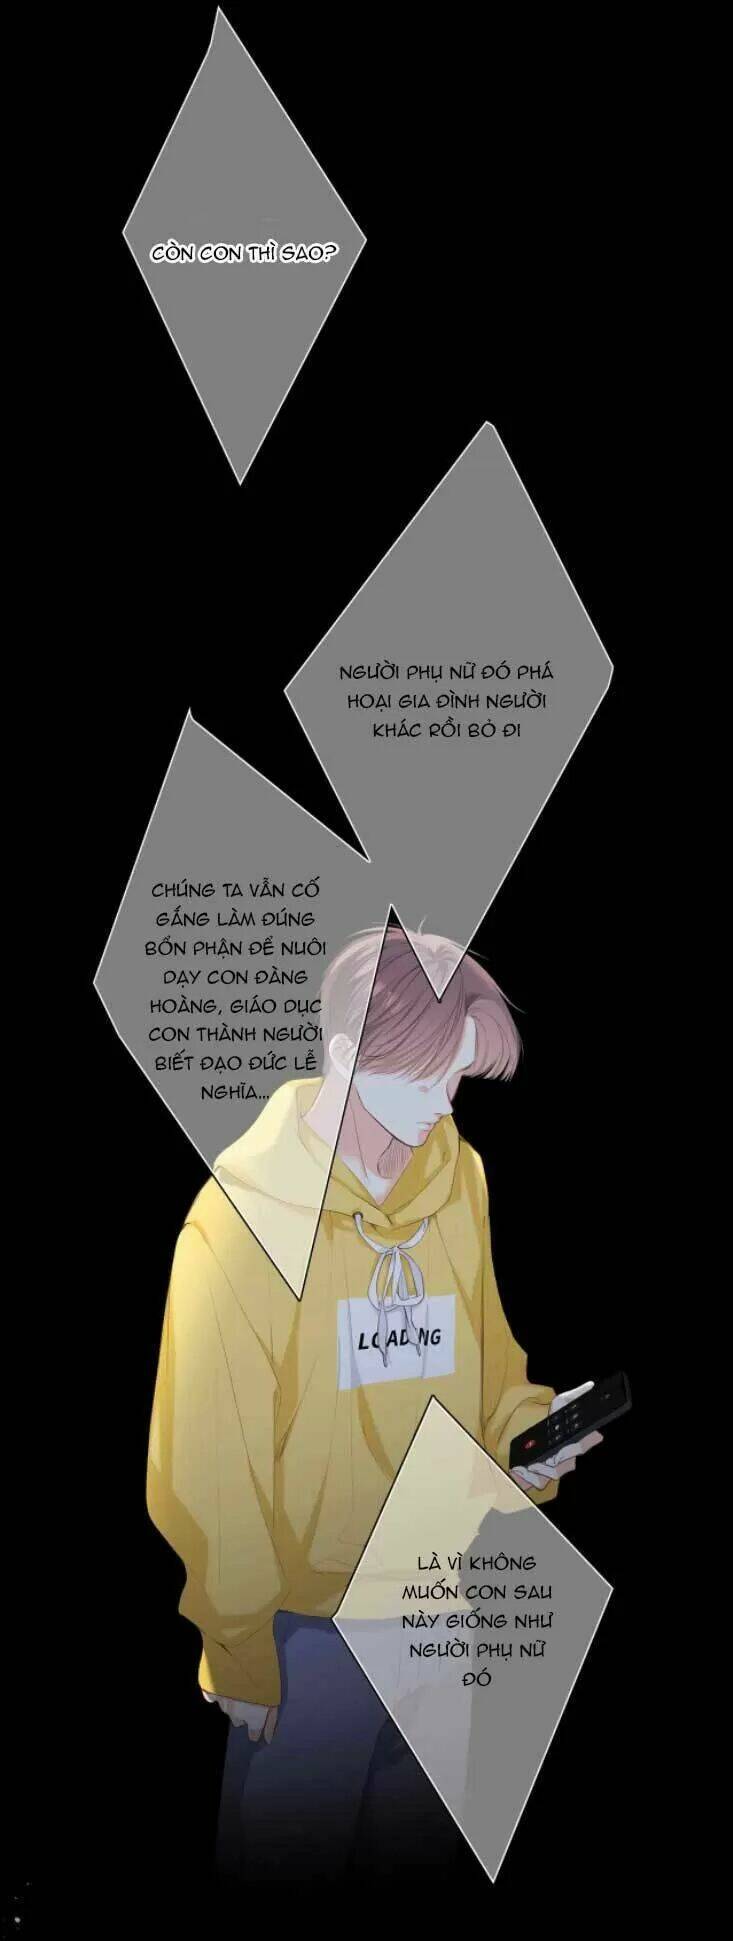 CÒN CON THÌ SAO?
NGƯỜI PHỤ NỮ ĐÓ PHÁ
HOẠI GIA ĐÌNH NGƯỜI
KHÁC RỒI BỎ ĐI
CHÚNG TA VẪN CỐ
GẮNG LÀM ĐÚNG
BỔN PHẬN ĐỂ NUÔI
DẠY CON ĐÀNG
HOÀNG, GIÁO DỤC
CON THÀNH NGƯỜI
BIẾT ĐẠO ĐỨC LỄ
NGHĨA...
LOADING
LÀ VÌ KHÔNG
MUỐN CON SAU
NÀY GIỐNG NHƯ
NGƯỜI PHỤ NỮ
ĐÓ